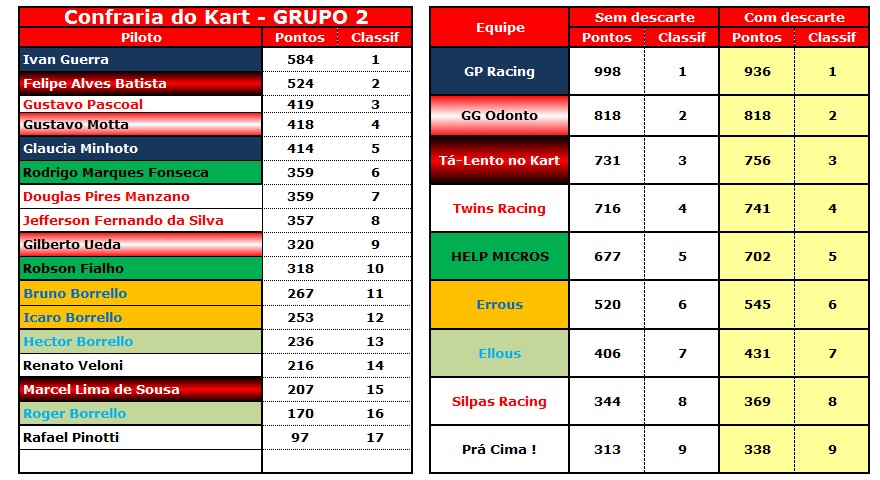 Confraria do Kart - GRUPO 2
Piloto Pontos Classif
Ivan Guerra 584 1
Felipe Alves Batista 524 2
Gustavo Pascoal 419 3
Gustavo Motta 418 4
Glaucia Minhoto 414 5
Rodrigo Marques Fonseca 359 6
Douglas Pires Manzano 359 7
Jefferson Fernando da Silva 357 8
Gilberto Ueda 320 9
Robson Fialho 318 10
Bruno Borrello 267 11
Icaro Borrello 253 12
Hector Borrello 236 13
Renato Veloni 216 14
Marcel Lima de Sousa 207 15
Roger Borrello 170 16
Rafael Pinotti 97 17
Equipe Sem descarte Com descarte
Pontos Classif Pontos Classif
GP Racing 998 1 936 1
GG Odonto 818 2 818 2
Tá-Lento no Kart 731 3 756 3
Twins Racing 716 4 741 4
HELP MICROS 677 5 702 5
Errous 520 6 545 6
Ellous 406 7 431 7
Silpas Racing 344 8 369 8
Prá Cima ! 313 9 338 9